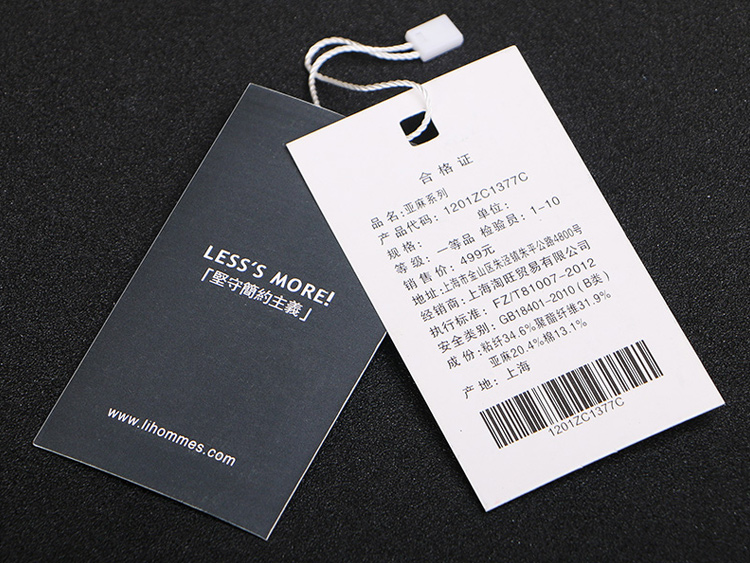 LESS'S MORE!
「堅守簡約主義」
www.lihommes.com
合格证
品名:亚麻系列
产品代码: 1201ZC1377C
规格: 单位:
等级: 一等品 检验员: 1-10
销售价: 499元
地址:上海市金山区朱泾镇朱平公路4800号
经销商: 上海淘旺贸易有限公司
执行标准: FZ/T81007-2012
安全类别: GB18401-2010(B类)
成份:粘纤34.6%聚酯纤维31.9%
亚麻20.4%棉13.1%
产地: 上海
1201ZC1377C